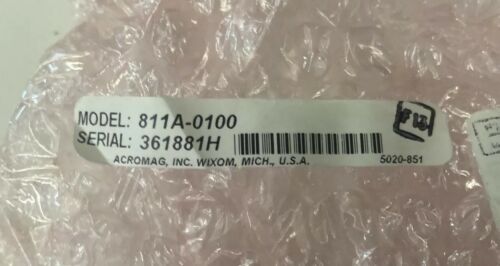 MODEL: 811A-0100
SERIAL: 361881H
ACROMAG, INC. WIXOM, MICH., U.S.A.
5020-851